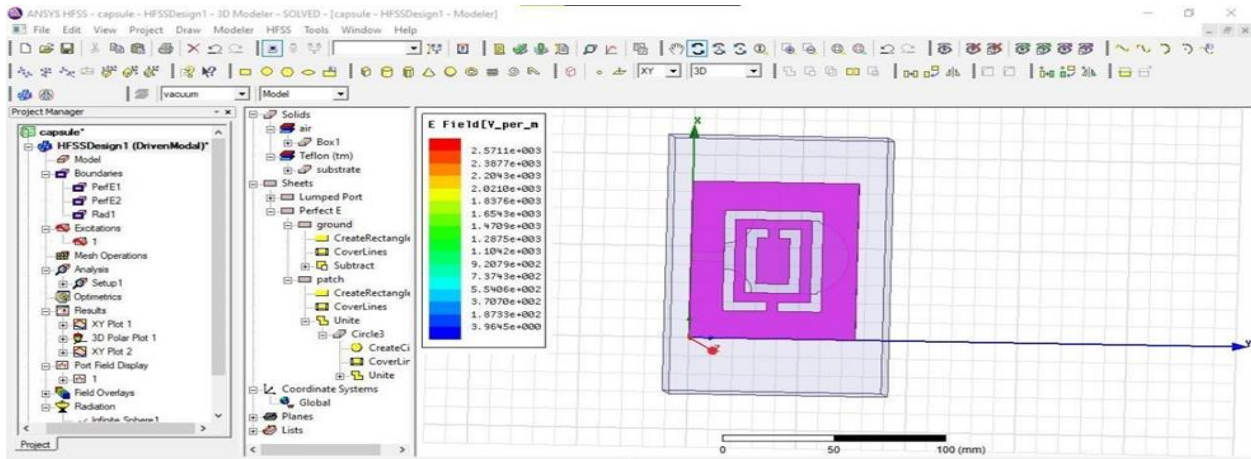 ANSYS HFSS - capsule - HFSSDesign1 - 3D Modeler - SOLVED - [capsule - HFSSDesign1 - Modeler]
File Edit View Project Draw Modeler HFSS Tools Window Help
XY 3D
vacuum Model
Project Manager
capsule*
HFSSDesign1 (DrivenModal)*
Model
Boundaries
PerfE1
PerfE2
Rad1
Excitations
1
Mesh Operations
Analysis
Setup1
Optimetrics
Results
XY Plot 1
3D Polar Plot 1
XY Plot 2
Port Field Display
1
Field Overlays
Radiation
Infinite Sphere1
Project
Solids
air
Box1
Teflon (tm)
substrate
Sheets
Lumped Port
Perfect E
ground
CreateRectangle
CoverLines
Subtract
patch
CreateRectangle
CoverLines
Unite
Circle3
CreateCi
CoverLin
Unite
Coordinate Systems
Global
Planes
Lists
E Field[V_per_m
2.5711e+003
2.3877e+003
2.2043e+003
2.0210e+003
1.8376e+003
1.6543e+003
1.4709e+003
1.2875e+003
1.1042e+003
9.2079e+002
7.3743e+002
5.5406e+002
3.7070e+002
1.8733e+002
3.9645e+000
X
Y
Z
0 50 100 (mm)